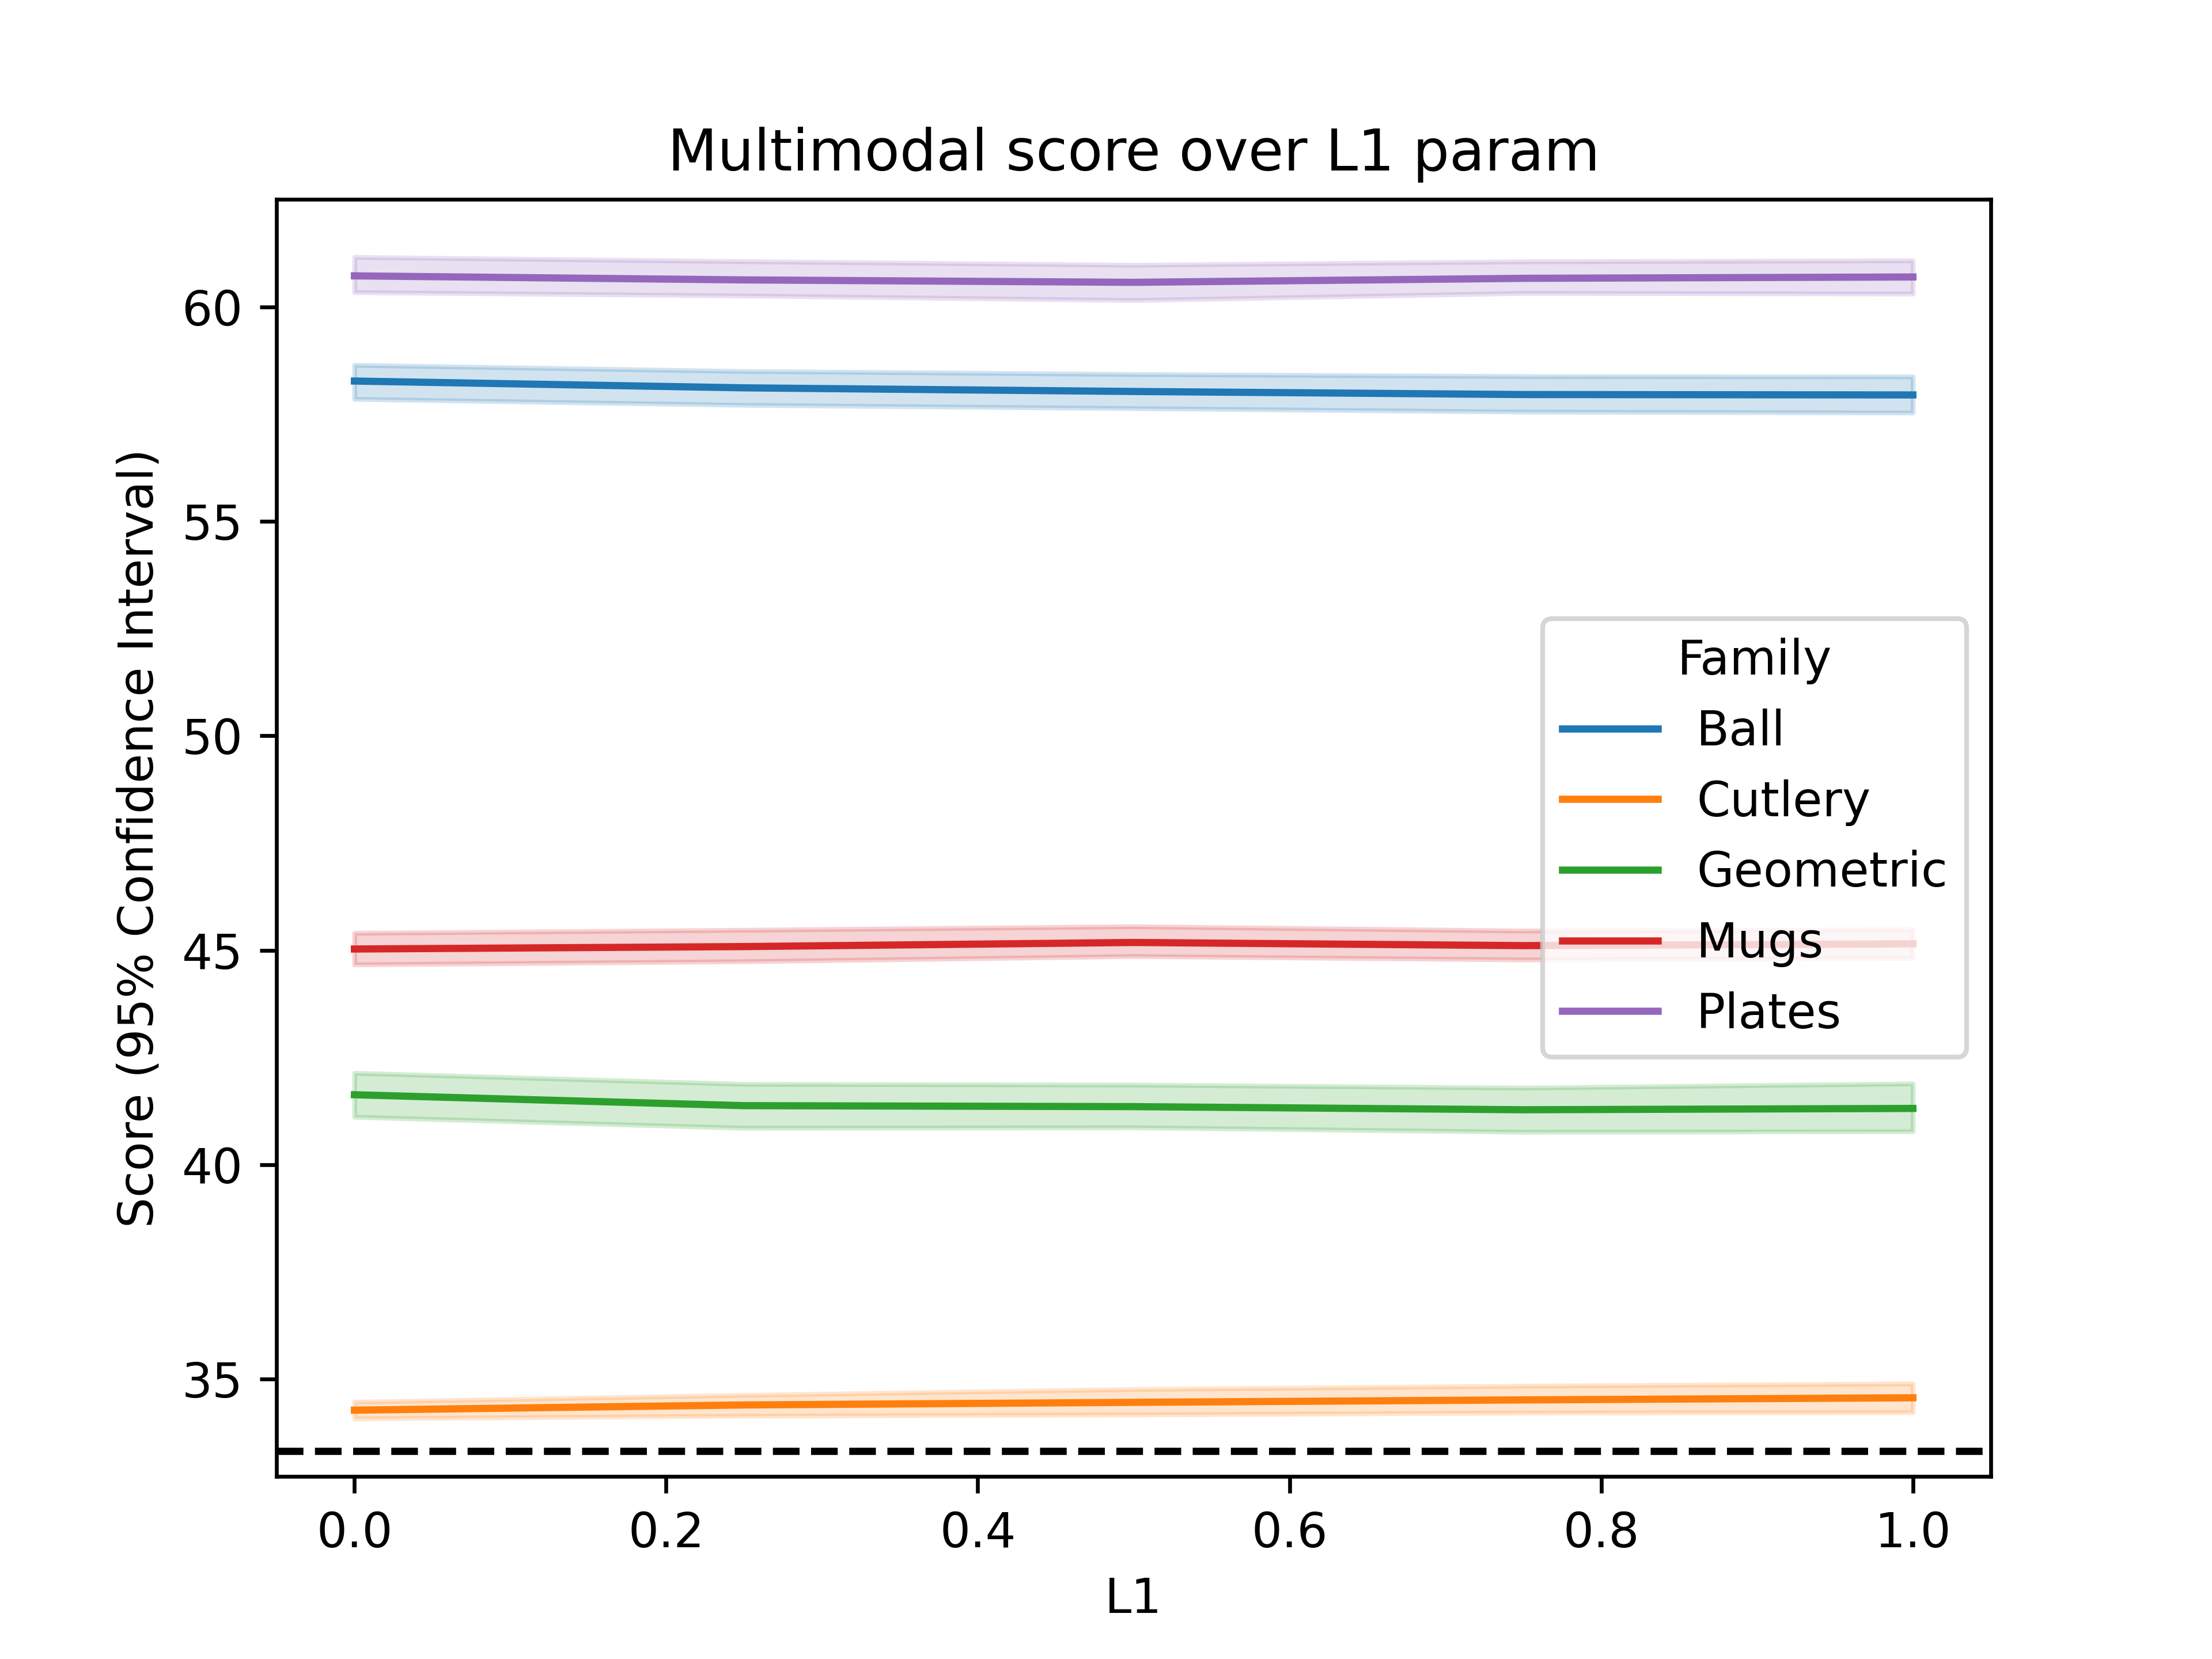 Multimodal score over L1 param
Score (95% Confidence Interval)
60
55
50
45
40
35
Family
Ball
Cutlery
Geometric
Mugs
Plates
0.0 0.2 0.4 0.6 0.8 1.0
L1